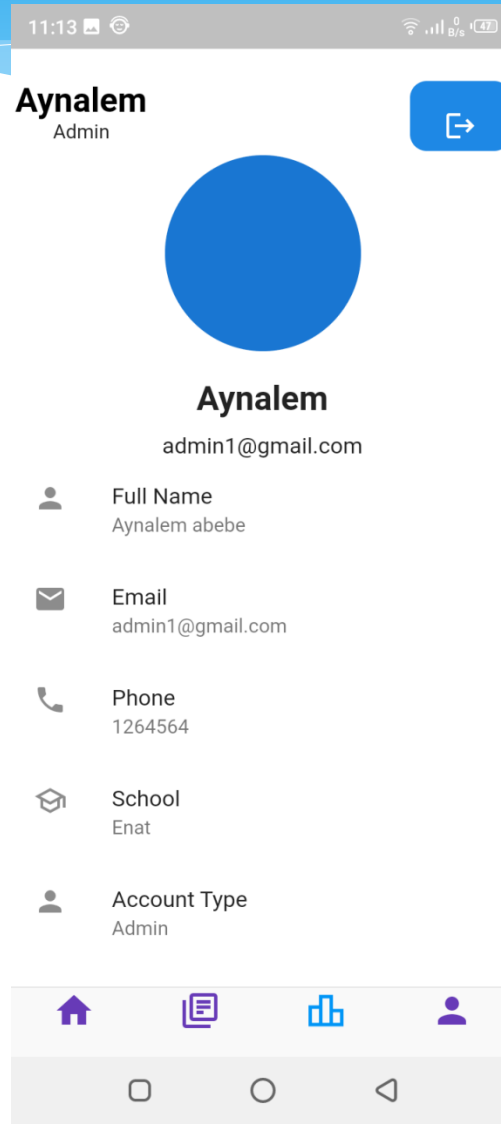 11:13
0
B/s
47
Aynalem
Admin
Aynalem
admin1@gmail.com
Full Name
Aynalem abebe
Email
admin1@gmail.com
Phone
1264564
School
Enat
Account Type
Admin